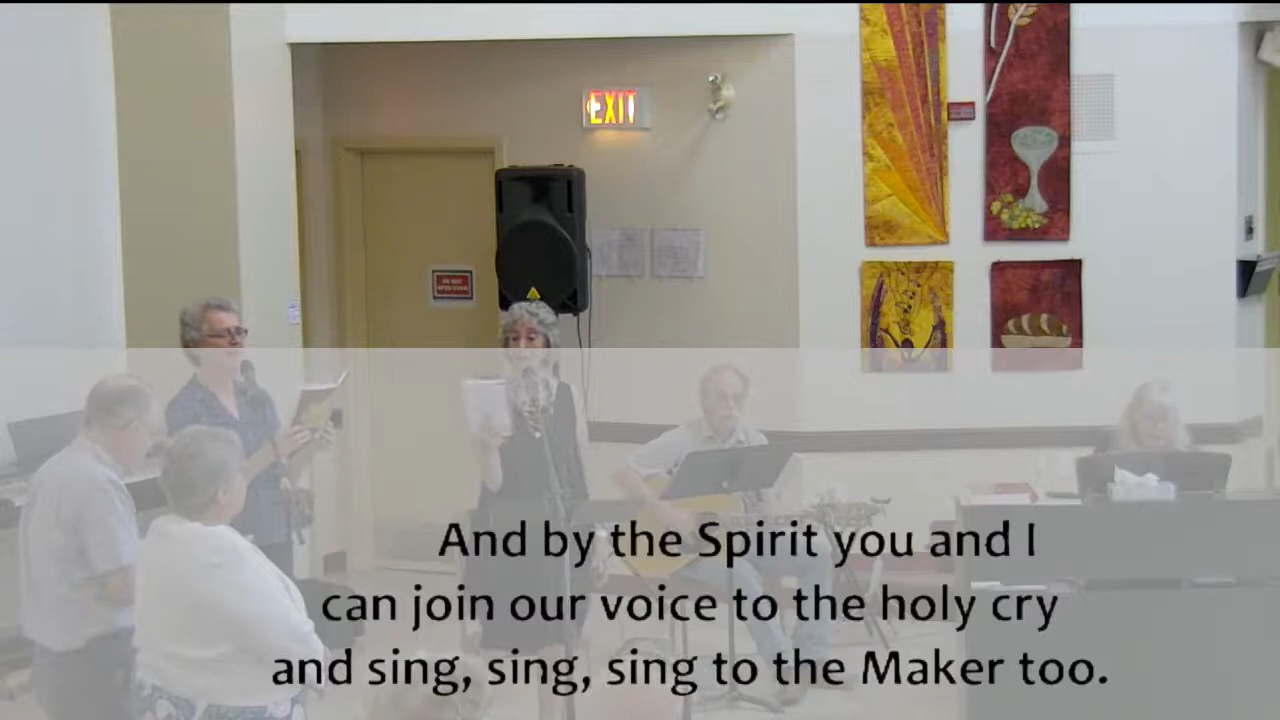 EXIT
And by the Spirit you and I
can join our voice to the holy cry
and sing, sing, sing to the Maker too.